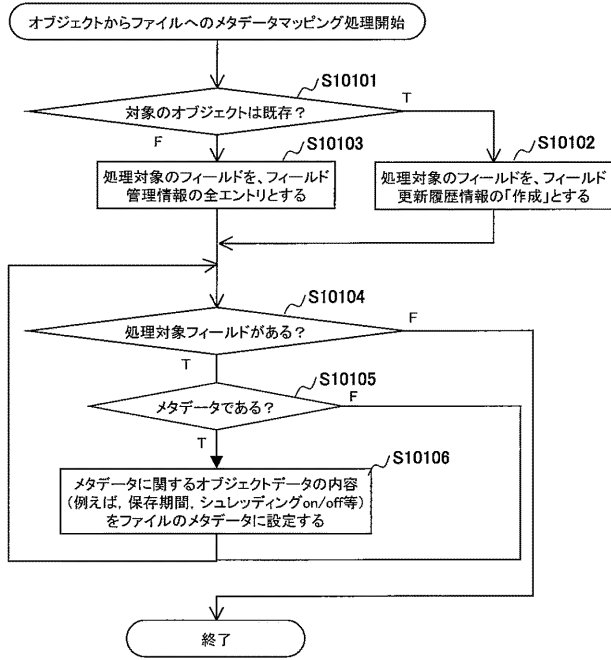 オブジェクトからファイルへのメタデータマッピング処理開始
S10101
対象のオブジェクトは既存?
T
F
S10103
処理対象のフィールドを、フィールド
管理情報の全エントリとする
S10102
処理対象のフィールドを、フィールド
更新履歴情報の「作成」とする
S10104
処理対象フィールドがある?
F
T
S10105
メタデータである?
F
T
S10106
メタデータに関するオブジェクトデータの内容
(例えば, 保存期間, シュレッディングon/off等)
をファイルのメタデータに設定する
終了